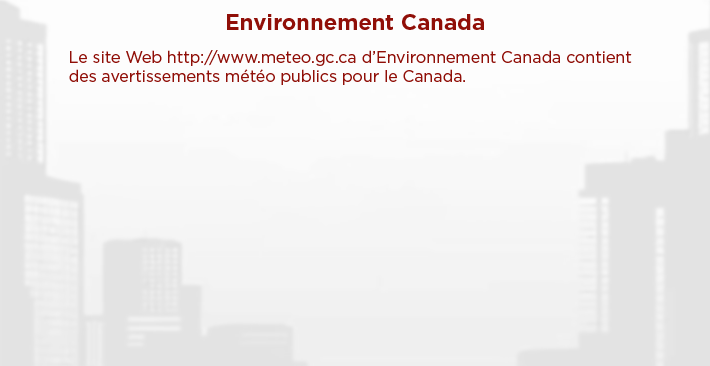 Environnement Canada
Le site Web http://www.meteo.gc.ca d’Environnement Canada contient
des avertissements météo publics pour le Canada.